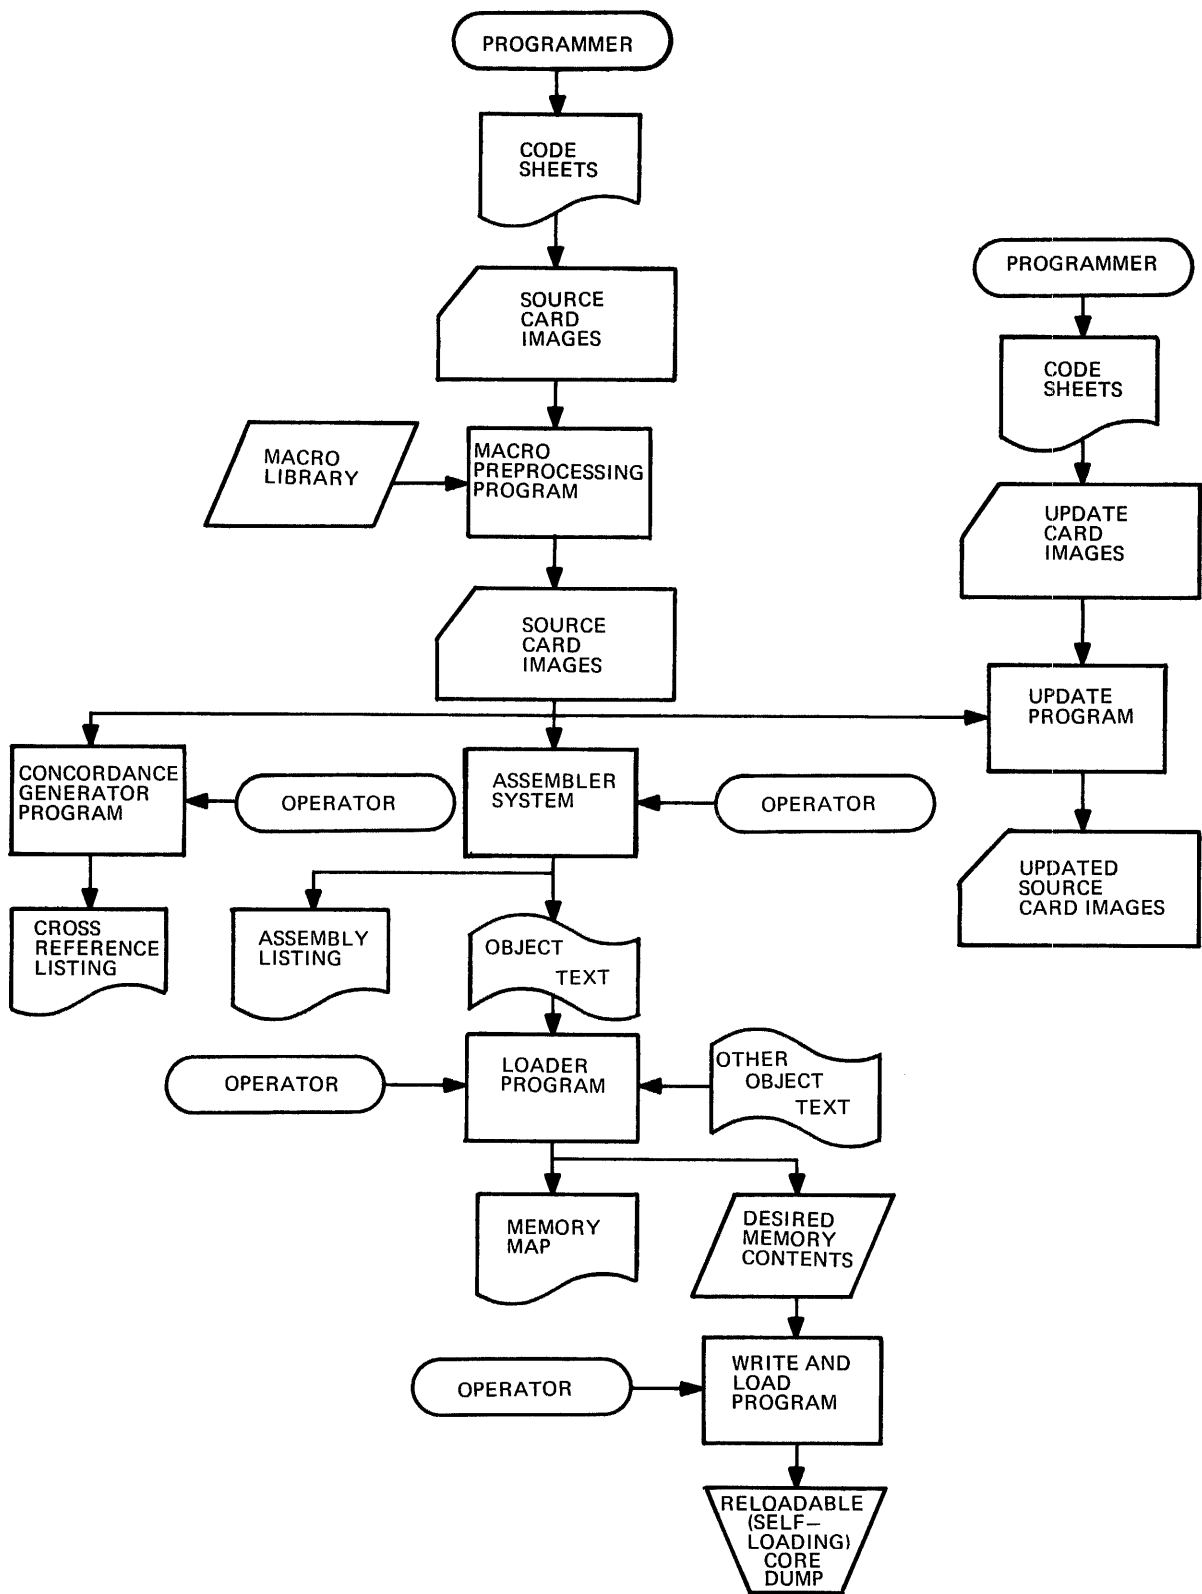 PROGRAMMER
CODE
SHEETS
SOURCE
CARD
IMAGES
PROGRAMMER
CODE
SHEETS
MACRO
LIBRARY
MACRO
PREPROCESSING
PROGRAM
UPDATE
CARD
IMAGES
SOURCE
CARD
IMAGES
UPDATE
PROGRAM
CONCORDANCE
GENERATOR
PROGRAM
OPERATOR
ASSEMBLER
SYSTEM
OPERATOR
UPDATED
SOURCE
CARD IMAGES
CROSS
REFERENCE
LISTING
ASSEMBLY
LISTING
OBJECT
TEXT
OPERATOR
LOADER
PROGRAM
OTHER
OBJECT
TEXT
MEMORY
MAP
DESIRED
MEMORY
CONTENTS
OPERATOR
WRITE AND
LOAD
PROGRAM
RELOADABLE
(SELF—
LOADING)
CORE
DUMP